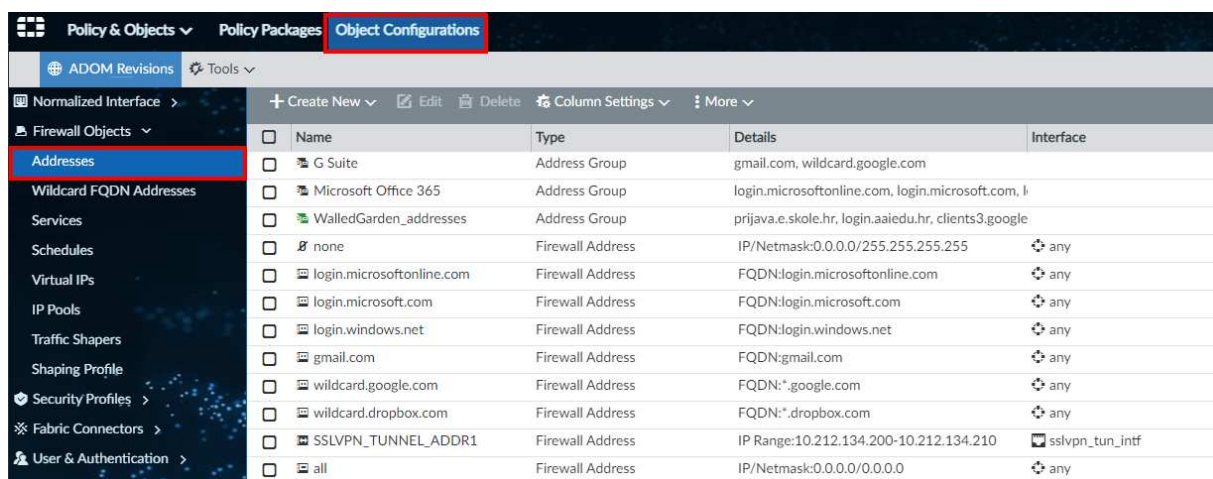 Policy & Objects Policy Packages Object Configurations
ADOM Revisions Tools
Normalized Interface
Firewall Objects
Addresses
Wildcard FQDN Addresses
Services
Schedules
Virtual IPs
IP Pools
Traffic Shapers
Shaping Profile
Security Profiles
Fabric Connectors
User & Authentication
Create New Edit Delete Column Settings More
Name Type Details Interface
G Suite Address Group gmail.com, wildcard.google.com
Microsoft Office 365 Address Group login.microsoftonline.com, login.microsoft.com,
WalledGarden_addresses Address Group prijava.e.skole.hr, login.aaiedu.hr, clients3.google
none Firewall Address IP/Netmask:0.0.0.0/255.255.255.255 any
login.microsoftonline.com Firewall Address FQDN:login.microsoftonline.com any
login.microsoft.com Firewall Address FQDN:login.microsoft.com any
login.windows.net Firewall Address FQDN:login.windows.net any
gmail.com Firewall Address FQDN:gmail.com any
wildcard.google.com Firewall Address FQDN:*.google.com any
wildcard.dropbox.com Firewall Address FQDN:*.dropbox.com any
SSLVPN_TUNNEL_ADDR1 Firewall Address IP Range:10.212.134.200-10.212.134.210 sslvpn_tun_intf
all Firewall Address IP/Netmask:0.0.0.0/0.0.0.0 any